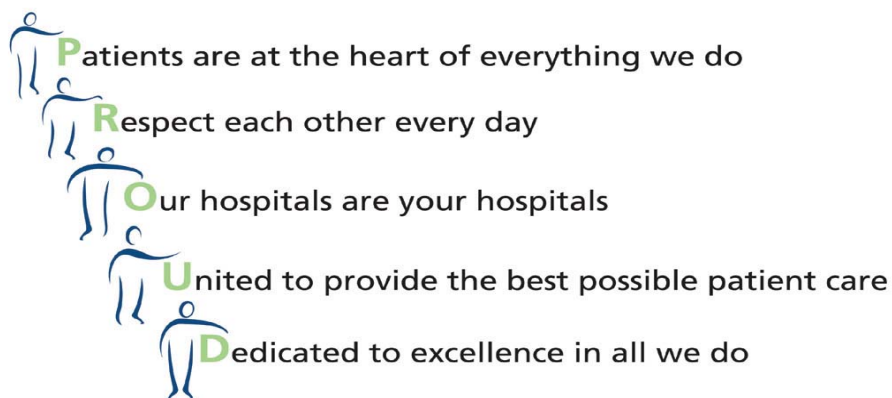 Patients are at the heart of everything we do
Respect each other every day
Our hospitals are your hospitals
United to provide the best possible patient care
Dedicated to excellence in all we do